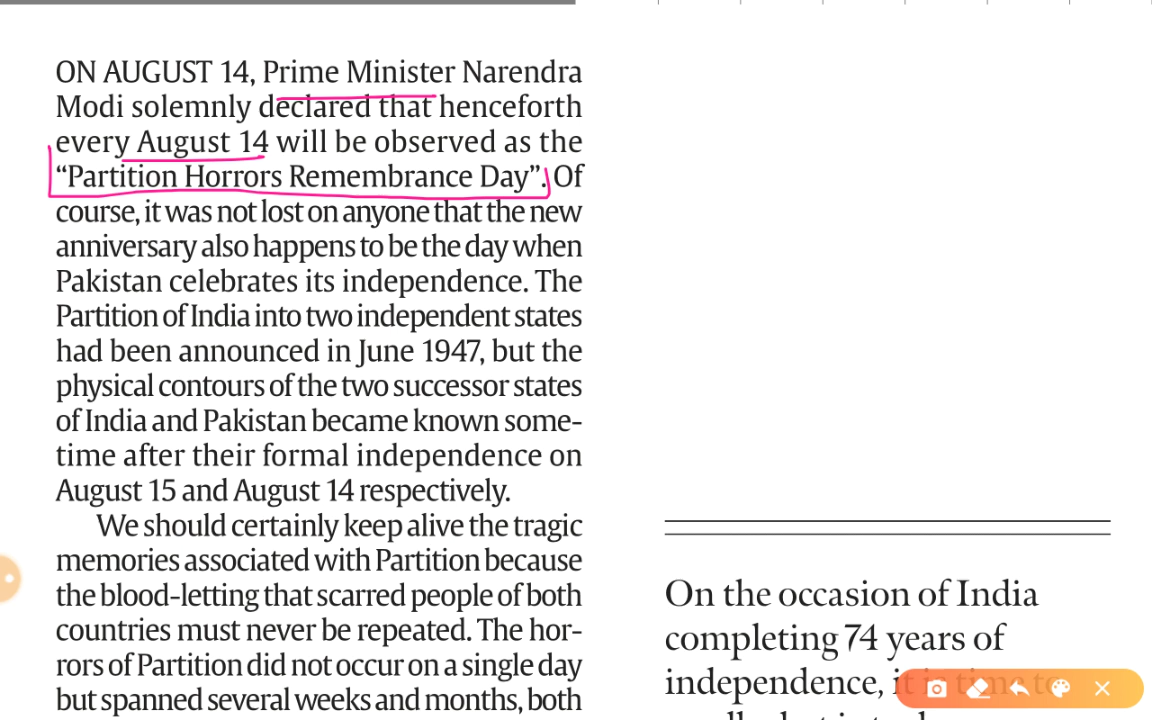 ON AUGUST 14, Prime Minister Narendra
Modi solemnly declared that henceforth
every August 14 will be observed as the
“Partition Horrors Remembrance Day”. Of
course, it was not lost on anyone that the new
anniversary also happens to be the day when
Pakistan celebrates its independence. The
Partition of India into two independent states
had been announced in June 1947, but the
physical contours of the two successor states
of India and Pakistan became known some-
time after their formal independence on
August 15 and August 14 respectively.
We should certainly keep alive the tragic
memories associated with Partition because
the blood-letting that scarred people of both
countries must never be repeated. The hor-
rors of Partition did not occur on a single day
but spanned several weeks and months, both
On the occasion of India
completing 74 years of
independence, it is time to